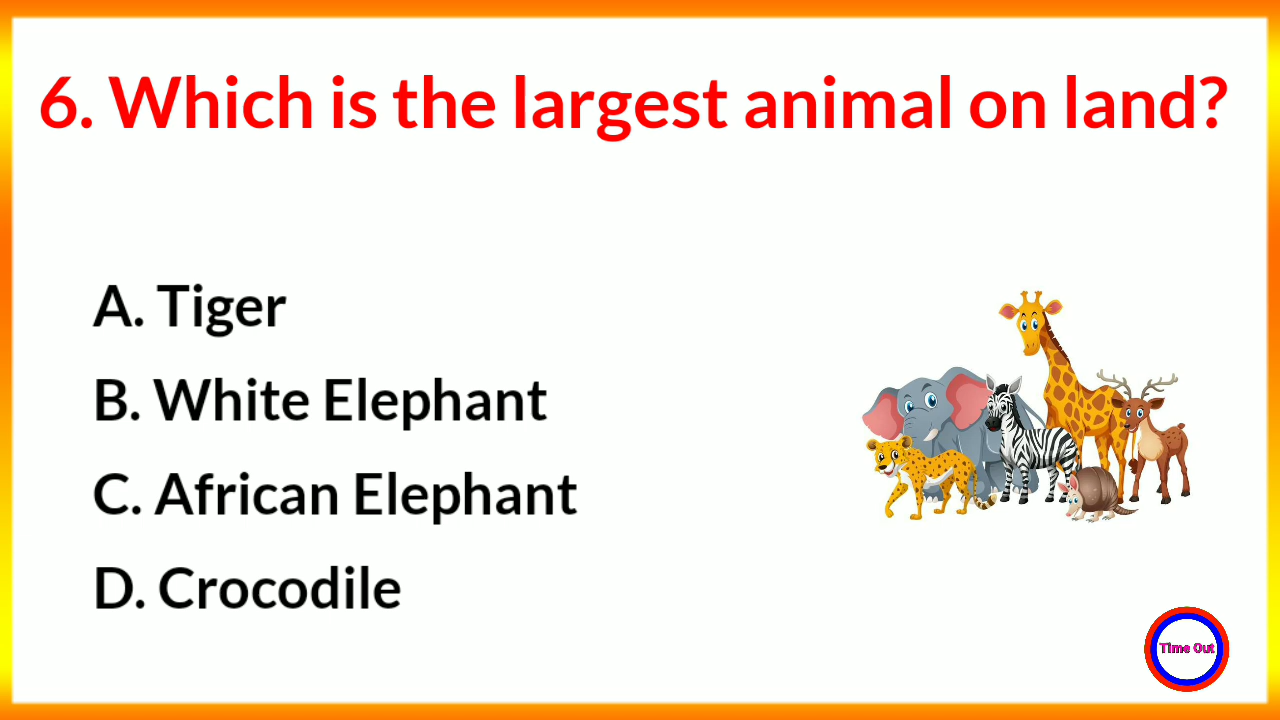 6. Which is the largest animal on land?
A. Tiger
B. White Elephant
C. African Elephant
D. Crocodile
Time Out